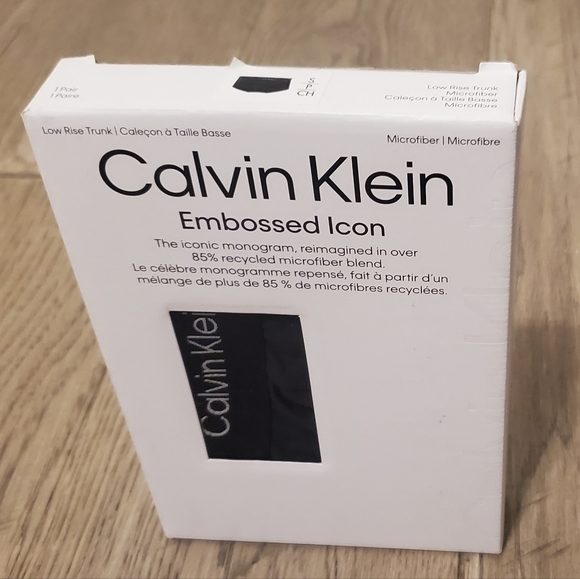 1 Pair
1 Paire
S
P
CH
Low Rise Trunk
Microfiber
Caleçon à Taille Basse
Microfibre
Low Rise Trunk | Caleçon à Taille Basse
Microfiber | Microfibre
Calvin Klein
Embossed Icon
The iconic monogram, reimagined in over
85% recycled microfiber blend.
Le célèbre monogramme repensé, fait à partir d'un
mélange de plus de 85 % de microfibres recyclées.
Calvin Klei